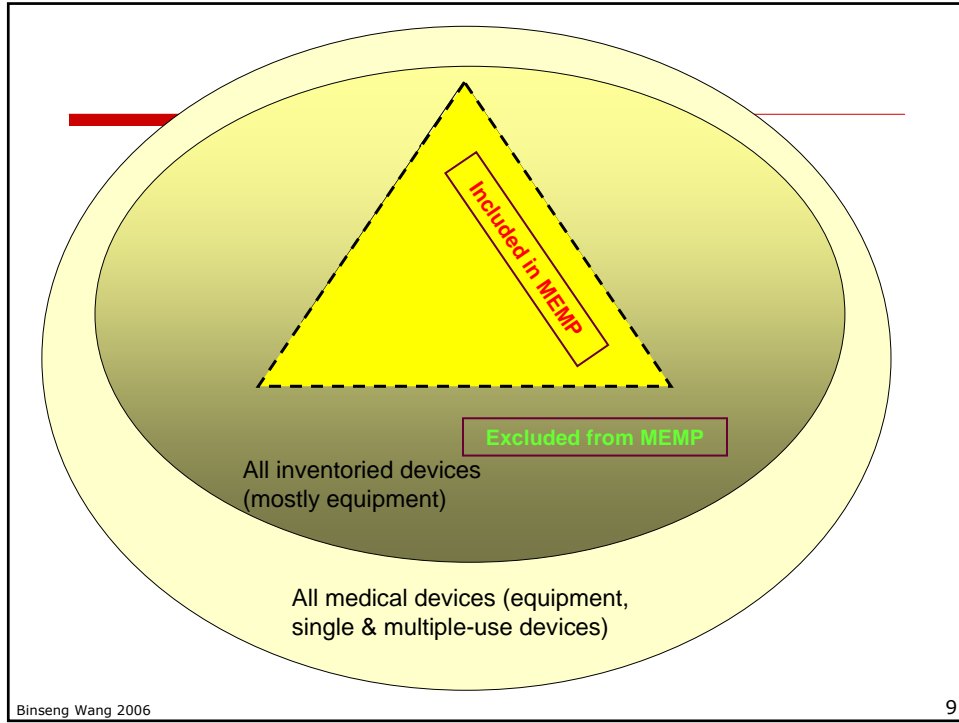 Included in MEMP
Excluded from MEMP
All inventoried devices
(mostly equipment)
All medical devices (equipment,
single & multiple-use devices)
Binseng Wang 2006
9